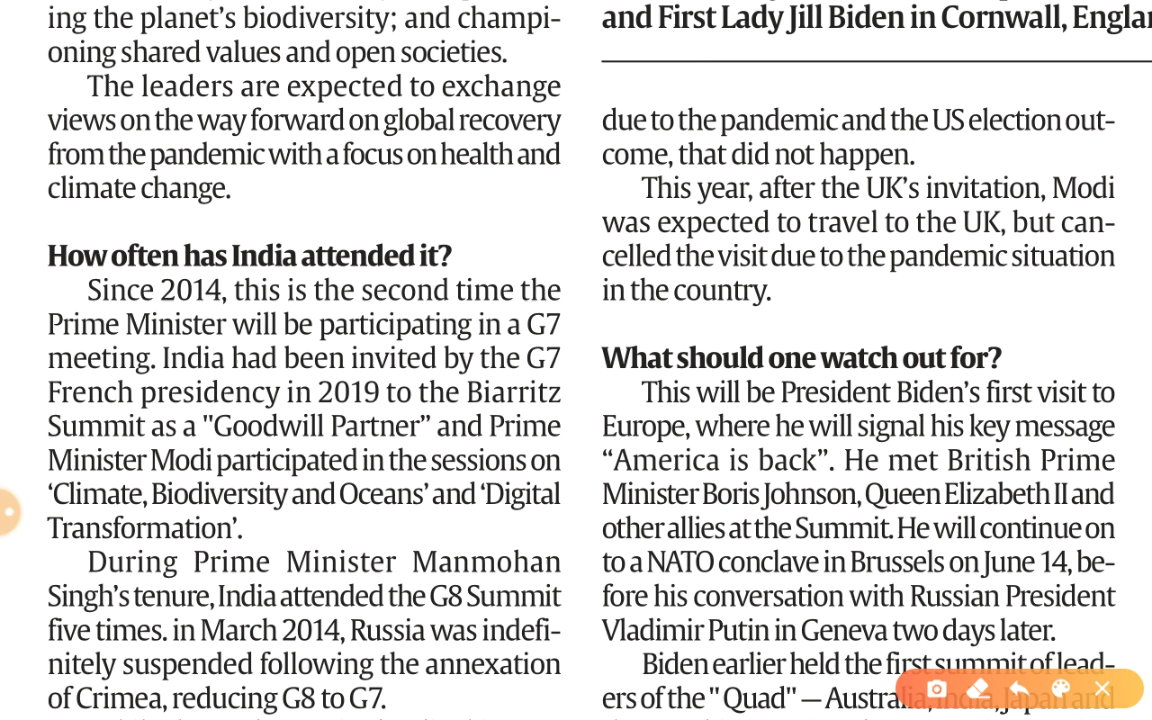 ing the planet's biodiversity; and champi-
oning shared values and open societies.
The leaders are expected to exchange
views on the way forward on global recovery
from the pandemic with a focus on health and
climate change.
How often has India attended it?
Since 2014, this is the second time the
Prime Minister will be participating in a G7
meeting. India had been invited by the G7
French presidency in 2019 to the Biarritz
Summit as a "Goodwill Partner” and Prime
Minister Modi participated in the sessions on
‘Climate, Biodiversity and Oceans’ and ‘Digital
Transformation’.
During Prime Minister Manmohan
Singh’s tenure, India attended the G8 Summit
five times. in March 2014, Russia was indefi-
nitely suspended following the annexation
of Crimea, reducing G8 to G7.
and First Lady Jill Biden in Cornwall, Englan
due to the pandemic and the US election out-
come, that did not happen.
This year, after the UK’s invitation, Modi
was expected to travel to the UK, but can-
celled the visit due to the pandemic situation
in the country.
What should one watch out for?
This will be President Biden’s first visit to
Europe, where he will signal his key message
“America is back”. He met British Prime
Minister Boris Johnson, Queen Elizabeth II and
other allies at the Summit. He will continue on
to a NATO conclave in Brussels on June 14, be-
fore his conversation with Russian President
Vladimir Putin in Geneva two days later.
Biden earlier held the first summit of lead-
ers of the "Quad" — Australia, India, Japan and